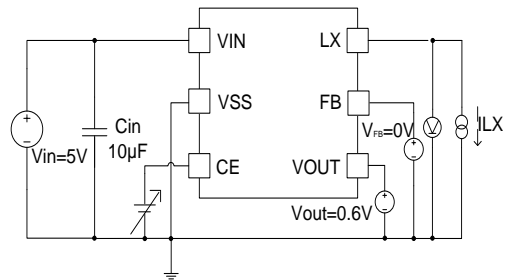 VIN
LX
VSS
FB
CE
VOUT
Vin=5V
Cin
10µF
VFB=0V
ILX
Vout=0.6V
V